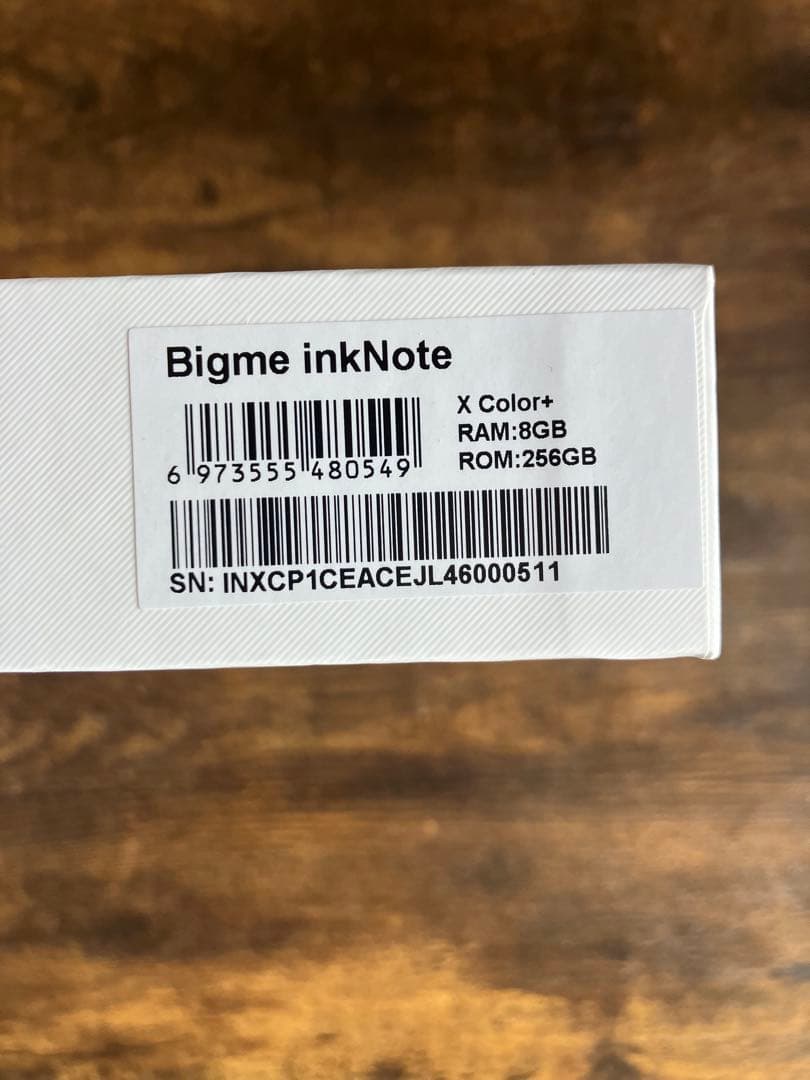 Bigme inkNote
X Color+
RAM:8GB
ROM:256GB
6 973555 480549
SN: INXCP1CEACEJL46000511